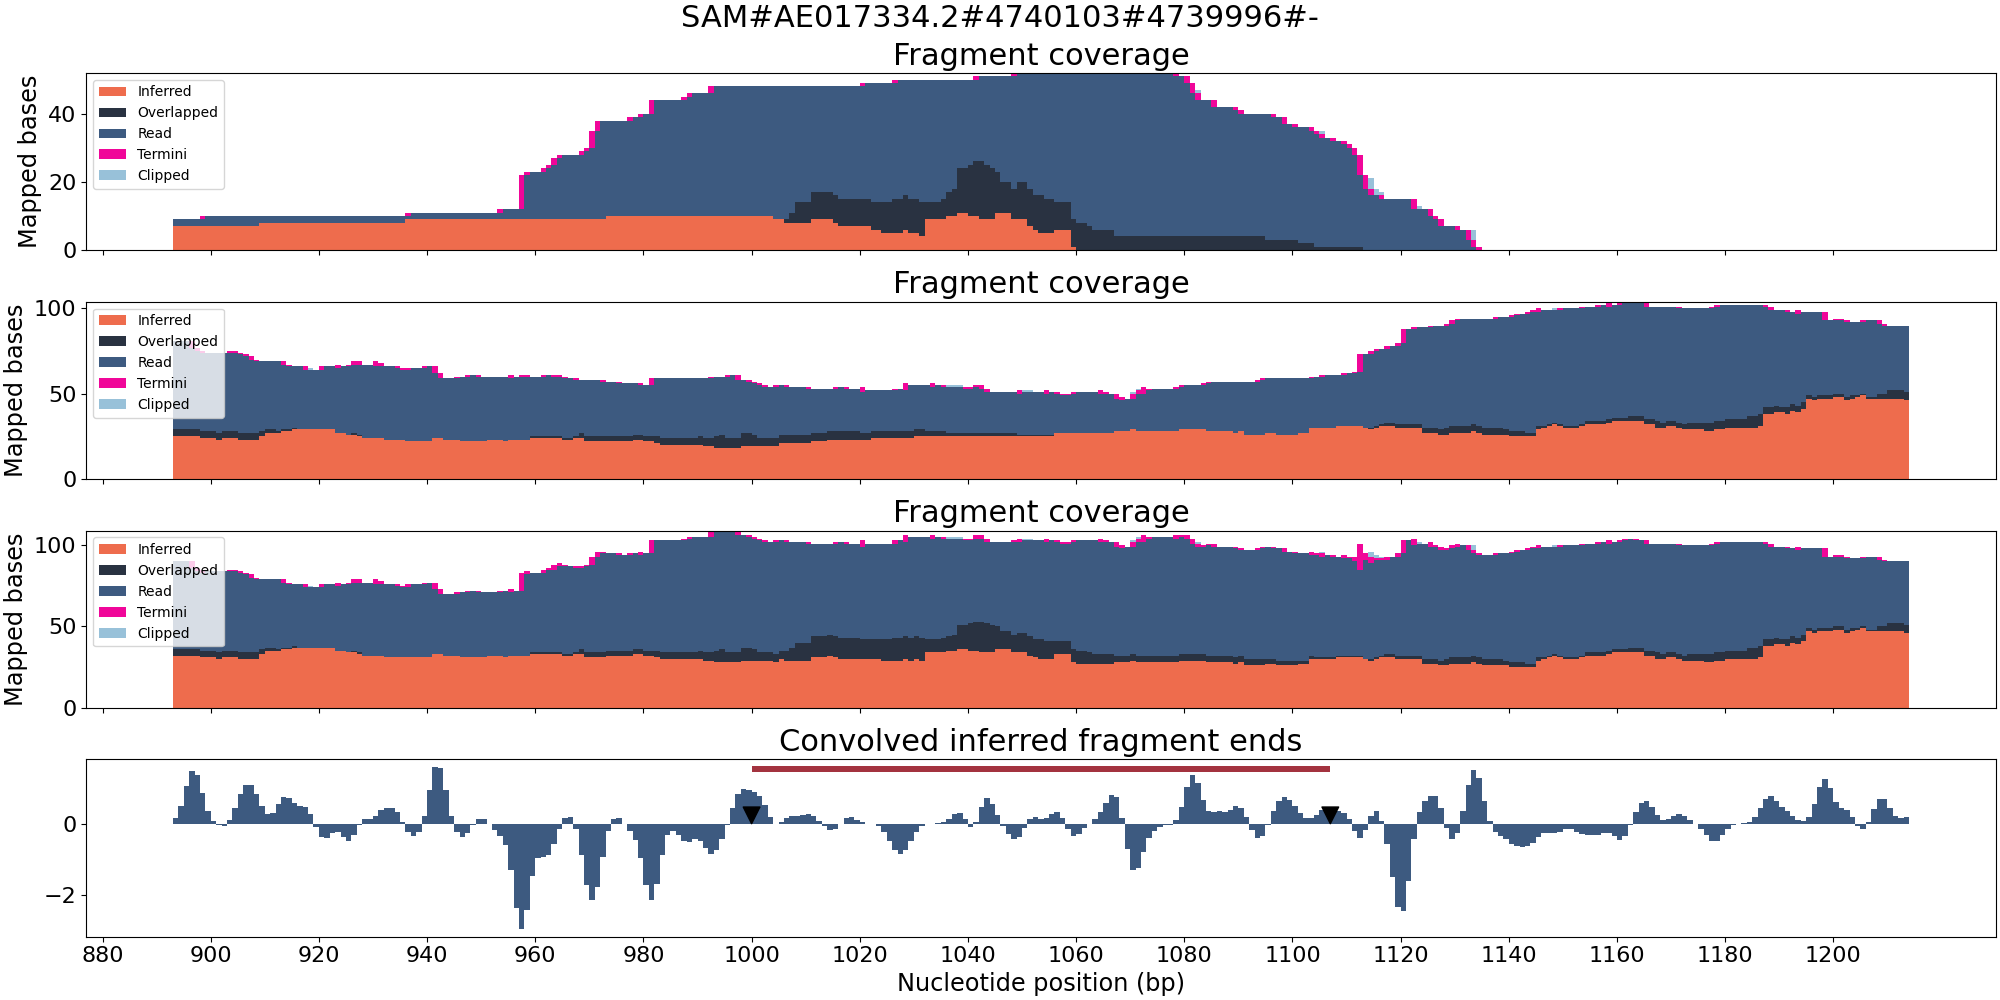 SAM#AE017334.2#4740103#4739996#-
Fragment coverage
Mapped bases
40
20
0
Inferred
Overlapped
Read
Termini
Clipped
Fragment coverage
Mapped bases
100
50
0
Inferred
Overlapped
Read
Termini
Clipped
Fragment coverage
Mapped bases
100
50
0
Inferred
Overlapped
Read
Termini
Clipped
Convolved inferred fragment ends
0
−2
880 900 920 940 960 980 1000 1020 1040 1060 1080 1100 1120 1140 1160 1180 1200
Nucleotide position (bp)